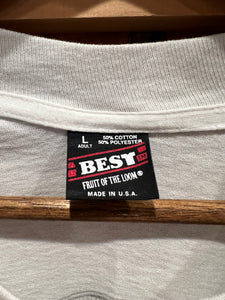 L
ADULT
50% COTTON
50% POLYESTER
BEST
FRUIT OF THE LOOM®
MADE IN U.S.A.